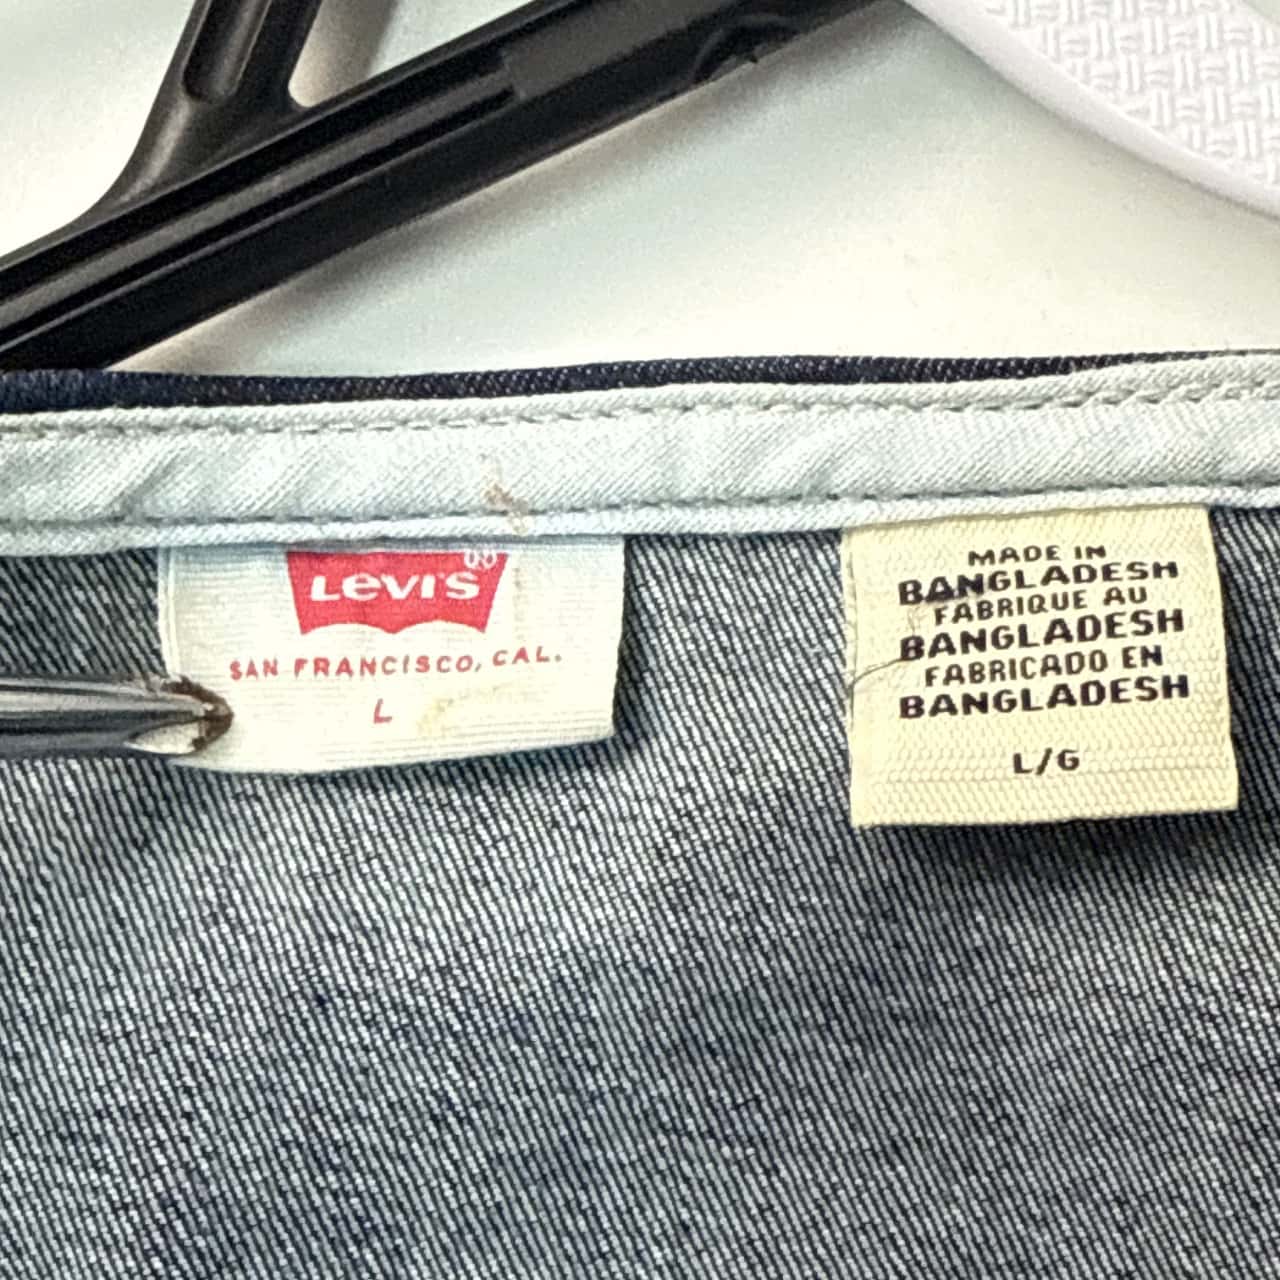 LEVI'S
SAN FRANCISCO, CAL.
L
MADE IN
BANGLADESH
FABRIQUE AU
BANGLADESH
FABRICADO EN
BANGLADESH
L/G